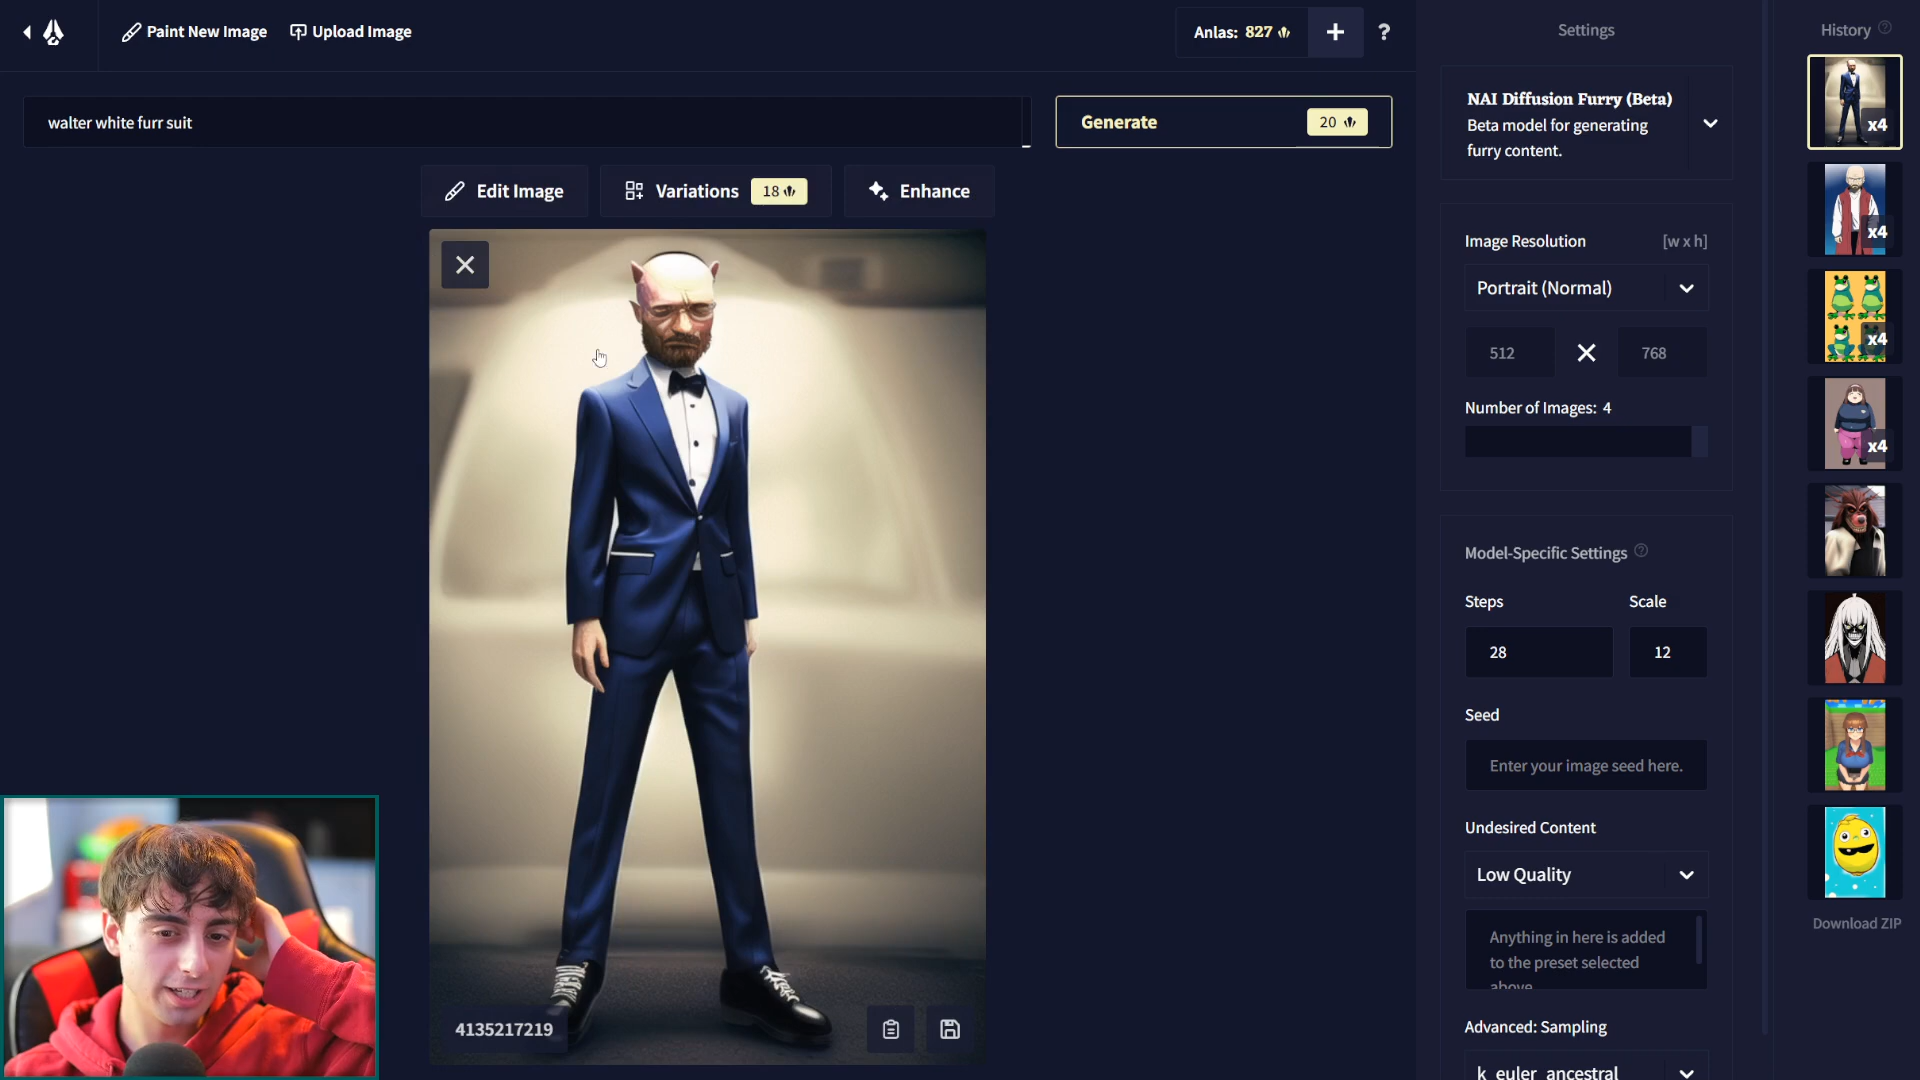 Paint New Image
Upload Image
Anlas: 827
?
walter white furr suit
Generate
20
Edit Image
Variations
18
Enhance
4135217219
Settings
NAI Diffusion Furry (Beta)
Beta model for generating
furry content.
Image Resolution
[w x h]
Portrait (Normal)
512
768
Number of Images: 4
Model-Specific Settings
Steps
Scale
28
12
Seed
Enter your image seed here.
Undesired Content
Low Quality
Anything in here is added
to the preset selected
above.
Advanced: Sampling
k_euler_ancestral
History
x4
x4
x4
x4
Download ZIP